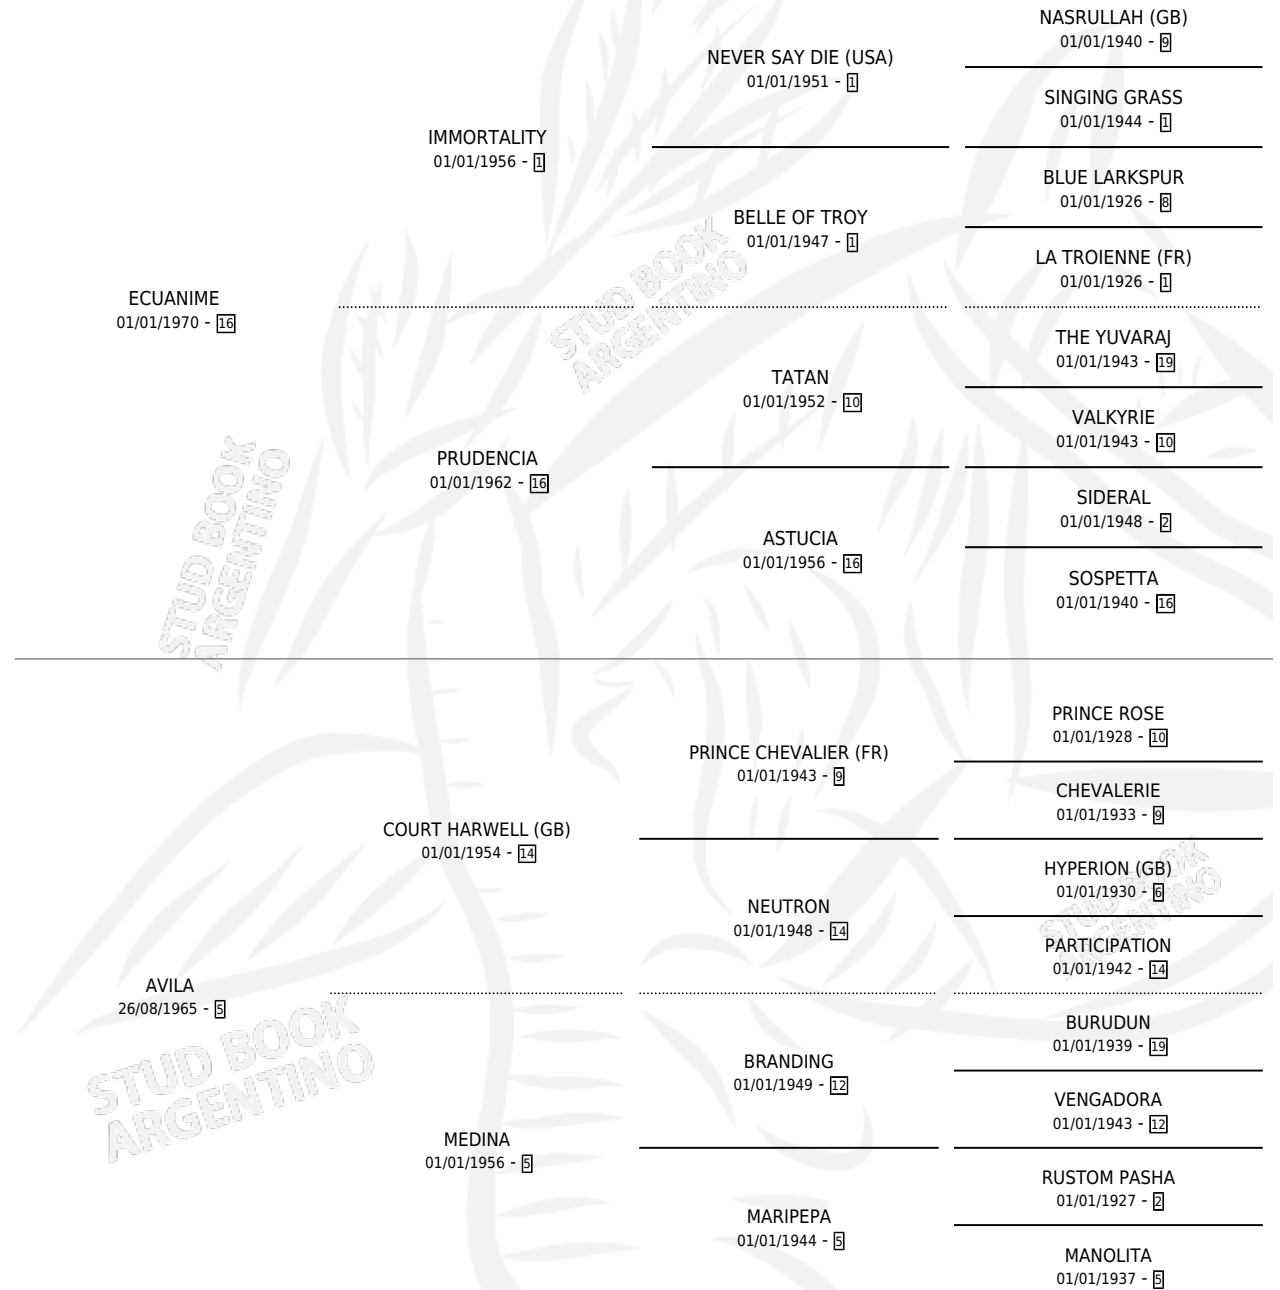 NASRULLAH (GB)
01/01/1940 - 9
NEVER SAY DIE (USA)
01/01/1951 - 1
SINGING GRASS
01/01/1944 - 1
IMMORTALITY
01/01/1956 - 1
BLUE LARKSPUR
01/01/1926 - 8
BELLE OF TROY
01/01/1947 - 1
LA TROIENNE (FR)
01/01/1926 - 1
ECUANIME
01/01/1970 - 16
STUD BOOK
ARGENTINO
THE YUVARAJ
01/01/1943 - 19
TATAN
01/01/1952 - 10
VALKYRIE
01/01/1943 - 10
PRUDENCIA
01/01/1962 - 16
SIDERAL
01/01/1948 - 2
ASTUCIA
01/01/1956 - 16
SOSPETTA
01/01/1940 - 16
STUD BOOK
ARGENTINO
PRINCE ROSE
01/01/1928 - 10
PRINCE CHEVALIER (FR)
01/01/1943 - 9
CHEVALERIE
01/01/1933 - 9
COURT HARWELL (GB)
01/01/1954 - 14
HYPERION (GB)
01/01/1930 - 6
STUD BOOK
ARGENTINO
NEUTRON
01/01/1948 - 14
PARTICIPATION
01/01/1942 - 14
AVILA
26/08/1965 - 5
STUD BOOK
ARGENTINO
BURUDUN
01/01/1939 - 19
BRANDING
01/01/1949 - 12
VENGADORA
01/01/1943 - 12
MEDINA
01/01/1956 - 5
RUSTOM PASHA
01/01/1927 - 2
MARIPEPA
01/01/1944 - 5
MANOLITA
01/01/1937 - 5